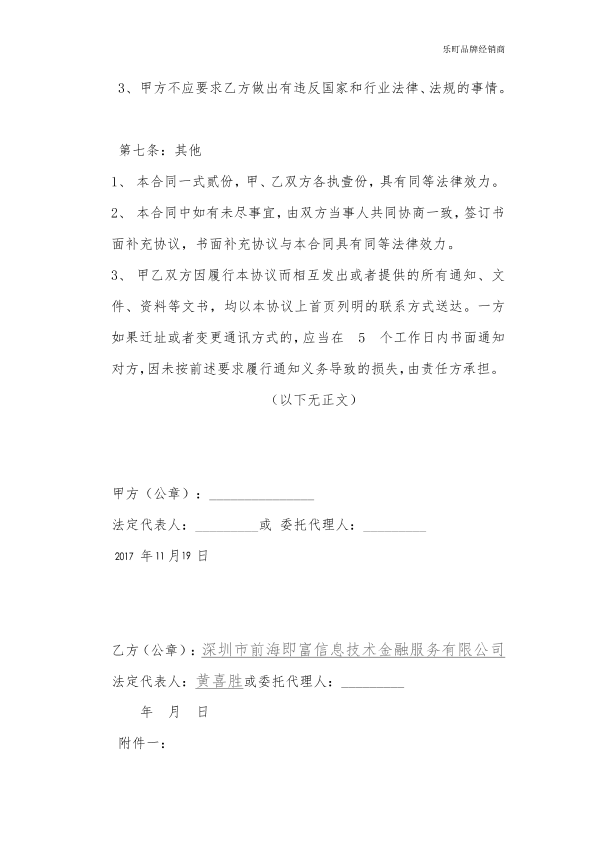 乐町品牌经销商
3、甲方不应要求乙方做出有违反国家和行业法律、法规的事情。
第七条：其他
1、 本合同一式贰份，甲、乙双方各执壹份，具有同等法律效力。
2、 本合同中如有未尽事宜，由双方当事人共同协商一致，签订书
面补充协议，书面补充协议与本合同具有同等法律效力。
3、 甲乙双方因履行本协议而相互发出或者提供的所有通知、文
件、资料等文书，均以本协议上首页列明的联系方式送达。一方
如果迁址或者变更通讯方式的，应当在 5 个工作日内书面通知
对方，因未按前述要求履行通知义务导致的损失，由责任方承担。
（以下无正文）
甲方（公章）：_______________
法定代表人：_________或 委托代理人：_________
2017 年11月19 日
乙方（公章）：深圳市前海即富信息技术金融服务有限公司
法定代表人：黄喜胜或委托代理人：_________
年 月 日
附件一：